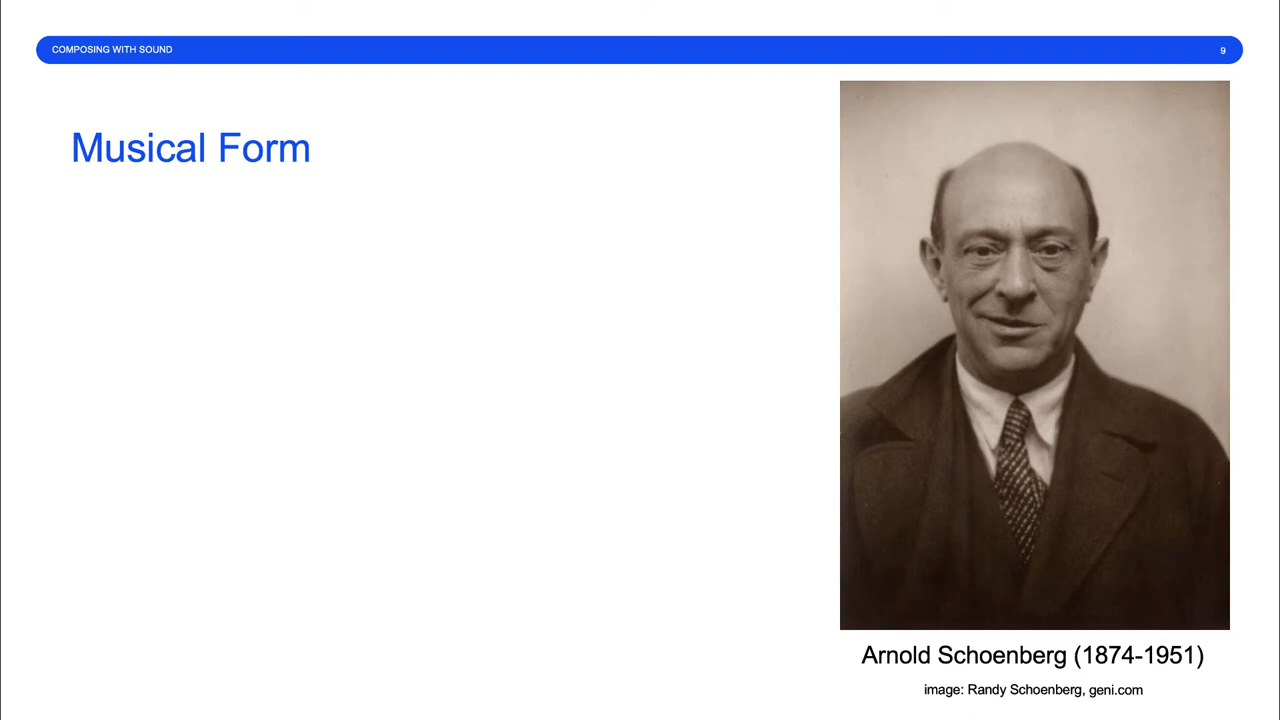 COMPOSING WITH SOUND
9
Musical Form
Arnold Schoenberg (1874-1951)
image: Randy Schoenberg, geni.com